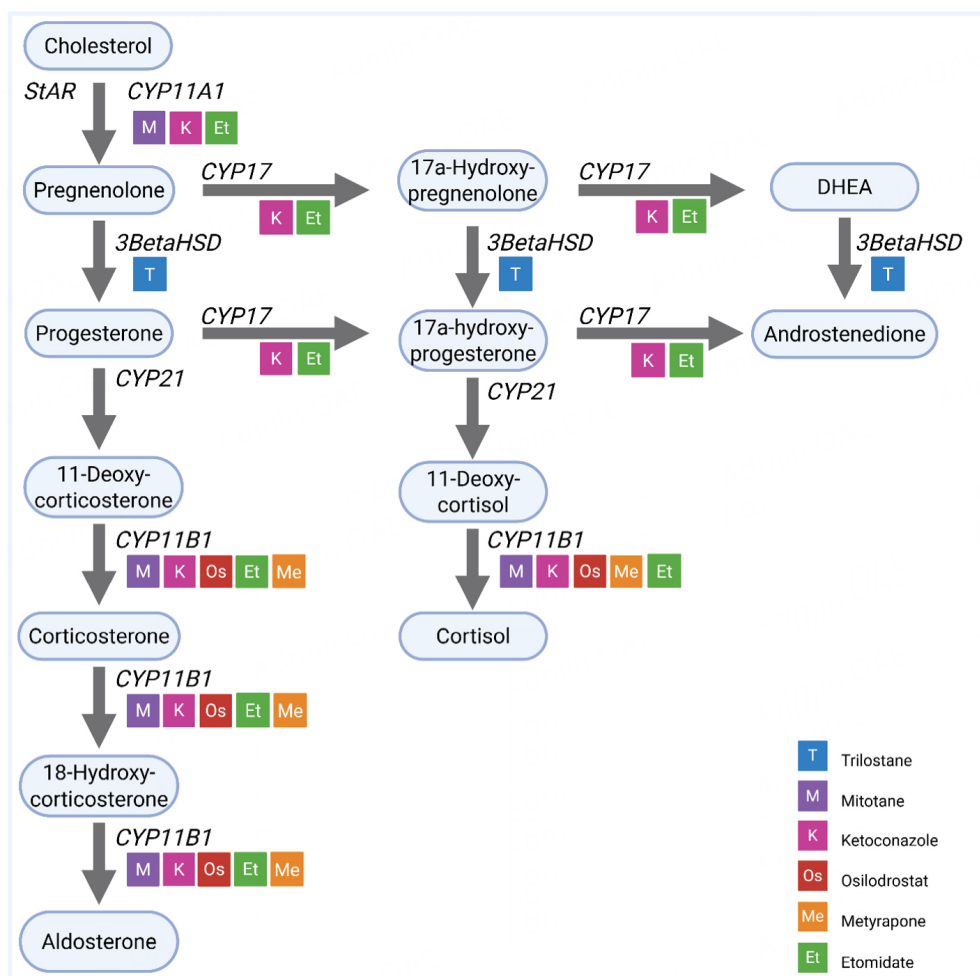 Cholesterol
StAR
CYP11A1
M K Et
Pregnenolone
CYP17
K Et
17a-Hydroxy-
pregnenolone
CYP17
K Et
DHEA
3BetaHSD
T
3BetaHSD
T
3BetaHSD
T
Progesterone
CYP17
K Et
17a-hydroxy-
progesterone
CYP17
K Et
Androstenedione
CYP21
CYP21
11-Deoxy-
corticosterone
11-Deoxy-
cortisol
CYP11B1
M K Os Et Me
CYP11B1
M K Os Me Et
Corticosterone
Cortisol
CYP11B1
M K Os Et Me
18-Hydroxy-
corticosterone
CYP11B1
M K Os Et Me
Aldosterone
T Trilostane
M Mitotane
K Ketoconazole
Os Osilodrostat
Me Metyrapone
Et Etomidate